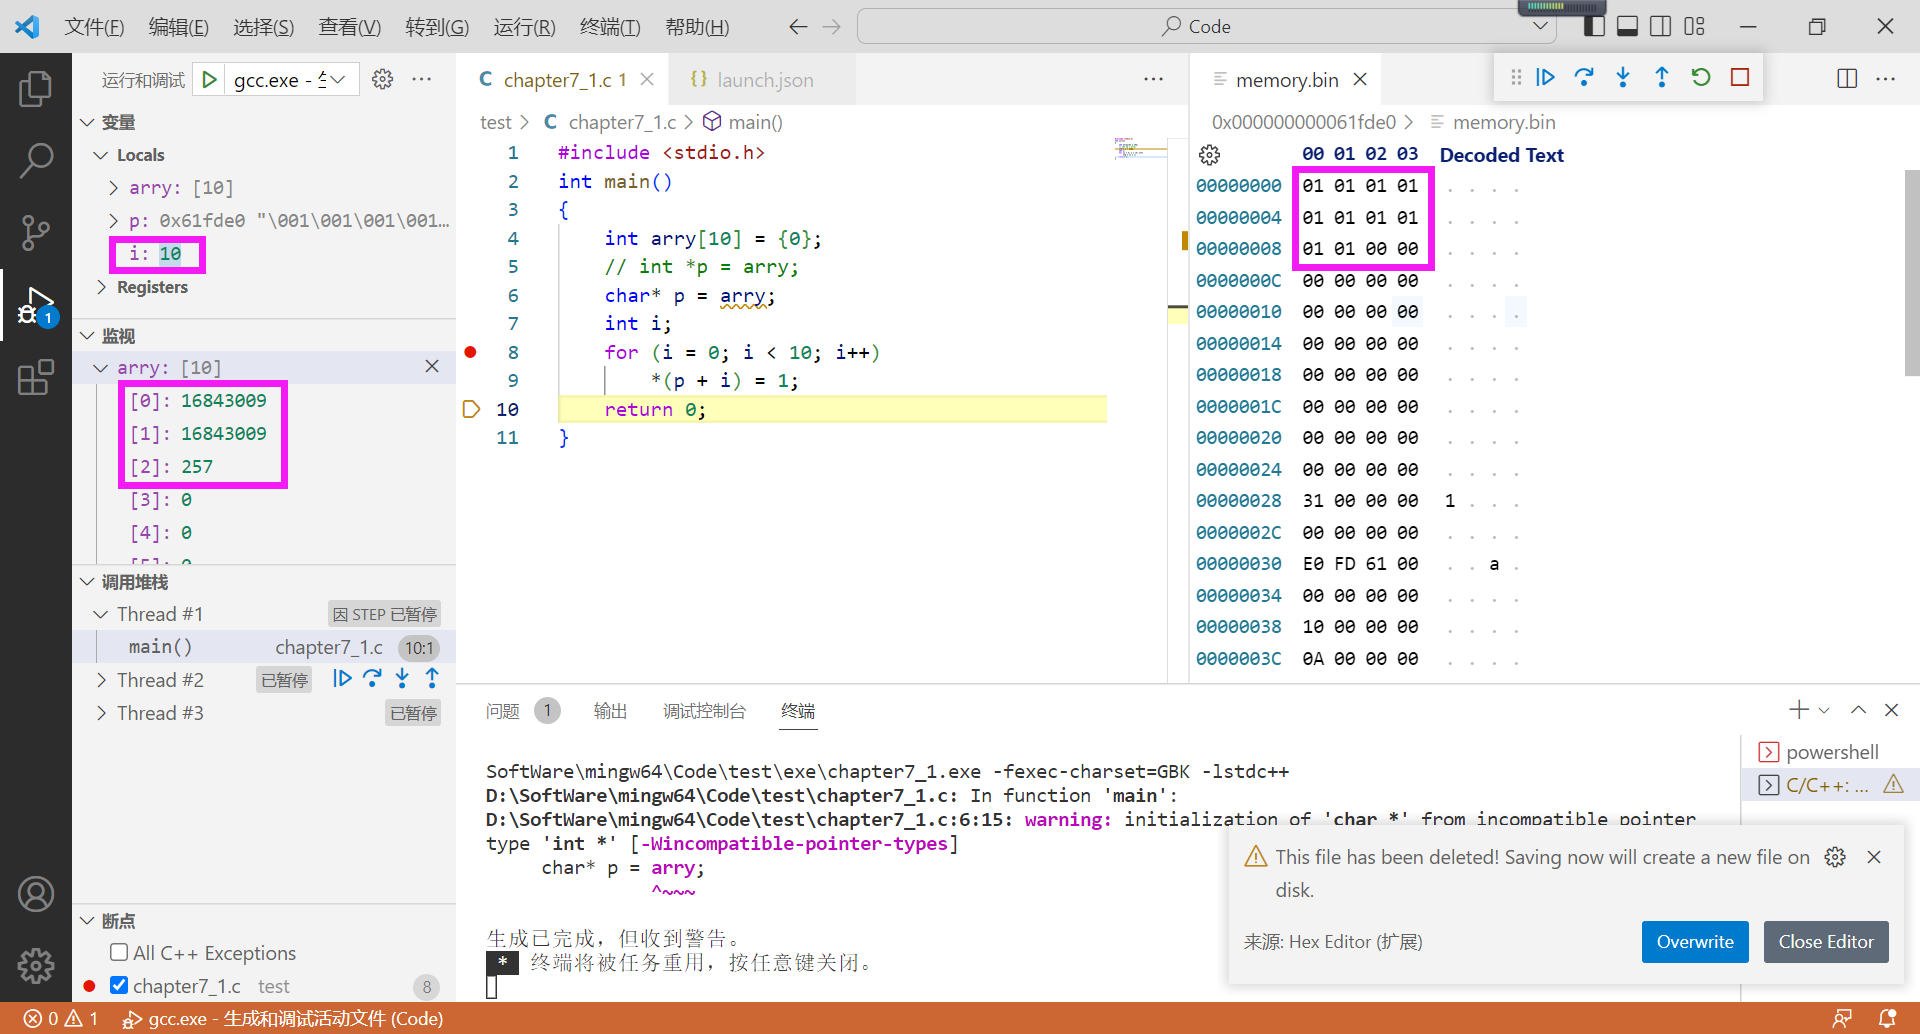 文件(F) 编辑(E) 选择(S) 查看(V) 转到(G) 运行(R) 终端(T) 帮助(H) Code
运行和调试 gcc.exe - 生
变量
Locals
arry: [10]
p: 0x61fde0 "\001\001\001\001...
i: 10
Registers
监视
arry: [10]
[0]: 16843009
[1]: 16843009
[2]: 257
[3]: 0
[4]: 0
[5]: 0
调用堆栈
Thread #1 因 STEP 已暂停
main() chapter7_1.c 10:1
Thread #2 已暂停
Thread #3 已暂停
断点
All C++ Exceptions
chapter7_1.c test 8
1
C chapter7_1.c 1 {} launch.json
test > C chapter7_1.c > main()
1 #include <stdio.h>
2 int main()
3 {
4 int arry[10] = {0};
5 // int *p = arry;
6 char* p = arry;
7 int i;
8 for (i = 0; i < 10; i++)
9 *(p + i) = 1;
10 return 0;
11 }
memory.bin
0x000000000061fde0 > memory.bin
00 01 02 03 Decoded Text
00000000 01 01 01 01 . . . .
00000004 01 01 01 01 . . . .
00000008 01 01 00 00 . . . .
0000000C 00 00 00 00 . . . .
00000010 00 00 00 00 . . . .
00000014 00 00 00 00 . . . .
00000018 00 00 00 00 . . . .
0000001C 00 00 00 00 . . . .
00000020 00 00 00 00 . . . .
00000024 00 00 00 00 . . . .
00000028 31 00 00 00 1 . . .
0000002C 00 00 00 00 . . . .
00000030 E0 FD 61 00 . . a .
00000034 00 00 00 00 . . . .
00000038 10 00 00 00 . . . .
0000003C 0A 00 00 00 . . . .
问题 1 输出 调试控制台 终端
SoftWare\mingw64\Code\test\exe\chapter7_1.exe -fexec-charset=GBK -lstdc++
D:\SoftWare\mingw64\Code\test\chapter7_1.c: In function 'main':
D:\SoftWare\mingw64\Code\test\chapter7_1.c:6:15: warning: initialization of 'char *' from incompatible pointer
type 'int *' [-Wincompatible-pointer-types]
char* p = arry;
^~~~
生成已完成，但收到警告。
* 终端将被任务重用，按任意键关闭。
powershell
C/C++: ...
This file has been deleted! Saving now will create a new file on
disk.
来源: Hex Editor (扩展)
Overwrite Close Editor
0 1 gcc.exe - 生成和调试活动文件 (Code)